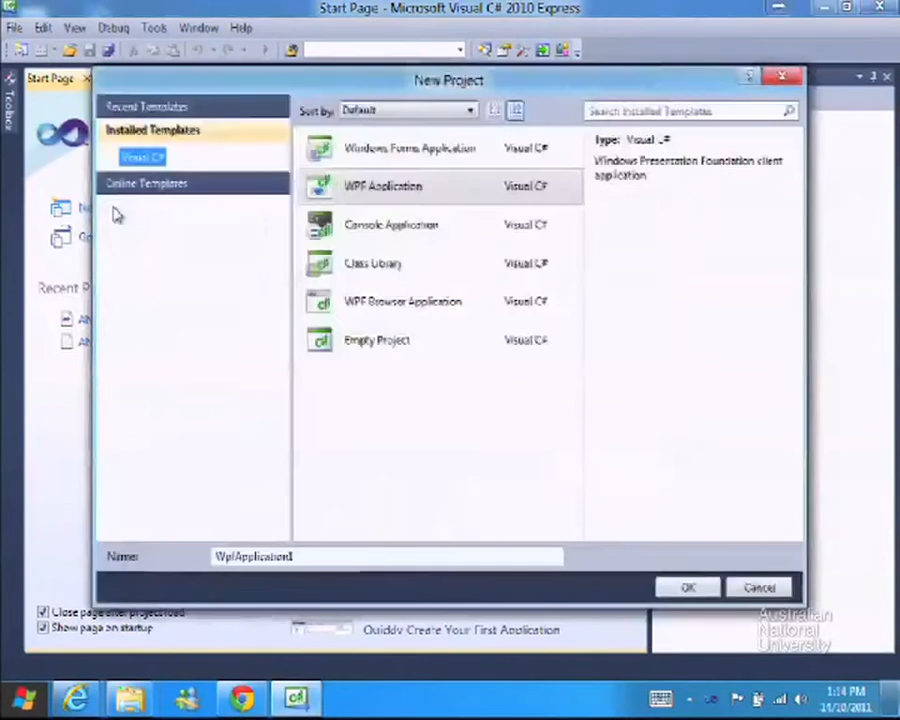 Start Page - Microsoft Visual C# 2010 Express
File Edit View Debug Tools Window Help
Toolbox
Start Page
New Project
Recent Templates
Installed Templates
Visual C#
Online Templates
Sort by: Default
Search Installed Templates
Windows Forms Application Visual C#
WPF Application Visual C#
Console Application Visual C#
Class Library Visual C#
WPF Browser Application Visual C#
Empty Project Visual C#
Type: Visual C#
Windows Presentation Foundation client
application
Recent P
Name: WpfApplication1
OK Cancel
Close page after project load
Show page on startup
Quickly Create Your First Application
Australian
National
University
1:14 PM
14/10/2011